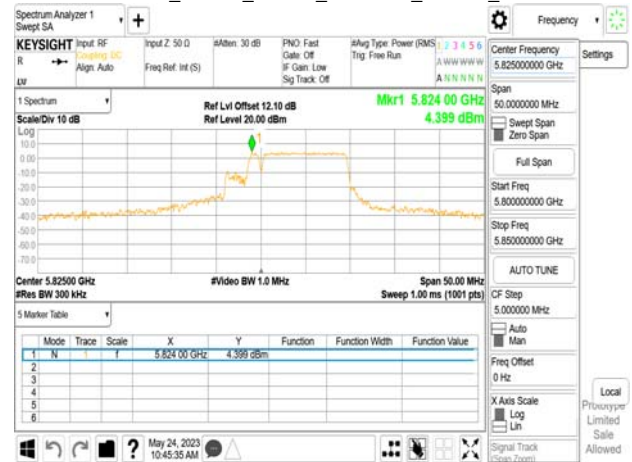 Spectrum Analyzer 1
Swept SA
+
Frequency
KEYSIGHT Input: RF Input Z: 50 Ω #Atten: 30 dB PNO: Fast #Avg Type: Power (RMS 1 2 3 4 5 6
R Coupling: DC Gate: Off Trig: Free Run A W W W W W
Align: Auto Freq Ref: Int (S) IF Gain: Low
Sig Track: Off A N N N N N
1 Spectrum
Scale/Div 10 dB
Ref Lvl Offset 12.10 dB
Ref Level 20.00 dBm
Mkr1 5.824 00 GHz
4.399 dBm
Log
1
10.0
0.00
-10.0
-20.0
-30.0
-40.0
-50.0
-60.0
-70.0
Center 5.82500 GHz #Video BW 1.0 MHz Span 50.00 MHz
#Res BW 300 kHz Sweep 1.00 ms (1001 pts)
5 Marker Table
Mode Trace Scale X Y Function Function Width Function Value
1 N 1 f 5.824 00 GHz 4.399 dBm
2
3
4
5
6
May 24, 2023
10:45:35 AM
Center Frequency
5.825000000 GHz
Settings
Span
50.0000000 MHz
Swept Span
Zero Span
Full Span
Start Freq
5.800000000 GHz
Stop Freq
5.850000000 GHz
AUTO TUNE
CF Step
5.000000 MHz
Auto
Man
Freq Offset
0 Hz
X Axis Scale
Log
Lin
Local
Prototype
Limited
Sale
Allowed
Signal Track
(Span Zoom)